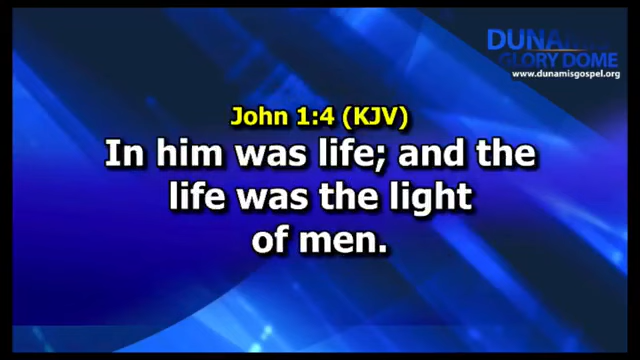 DUNAMIS
GLORY DOME
www.dunamisgospel.org
John 1:4 (KJV)
In him was life; and the
life was the light
of men.